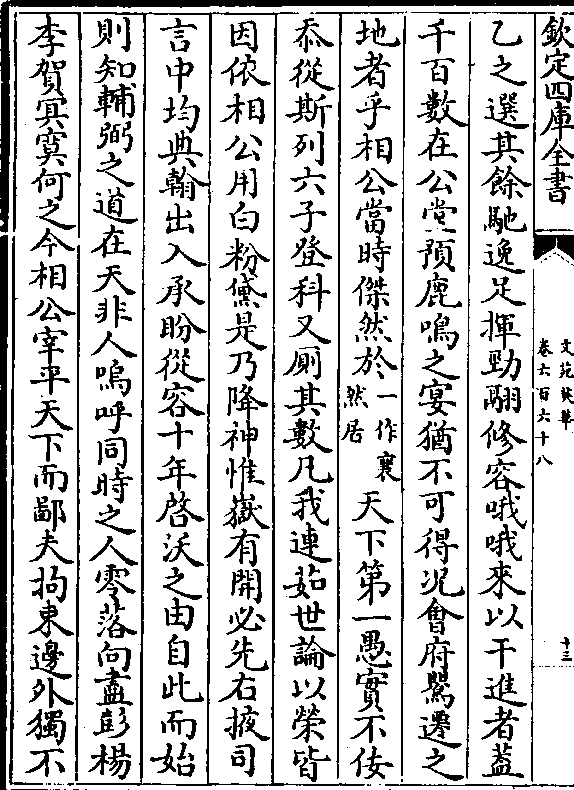 欽定四庫全書
文苑英華
卷六百六十八
十三
乙之選其餘馳逸足揮勁翮修容哦哦來以干進者蓋
千百數在公堂預鹿鳴之宴猶不可得況會府鸎遷之
地者乎相公當時傑然於一作襄然居天下第一愚實不佞
忝從斯列六子登科又厠其數凡我連茹世論以榮皆
因依相公用白粉黛是乃降神惟嶽有開必先右掖司
言中均典翰出入承盼從容十年啓沃之由自此而始
則知輔弼之道在天非人嗚呼同時之人零落向盡彭楊
李賀冥寞何之今相公宰平天下而鄙夫拘束邊外獨不